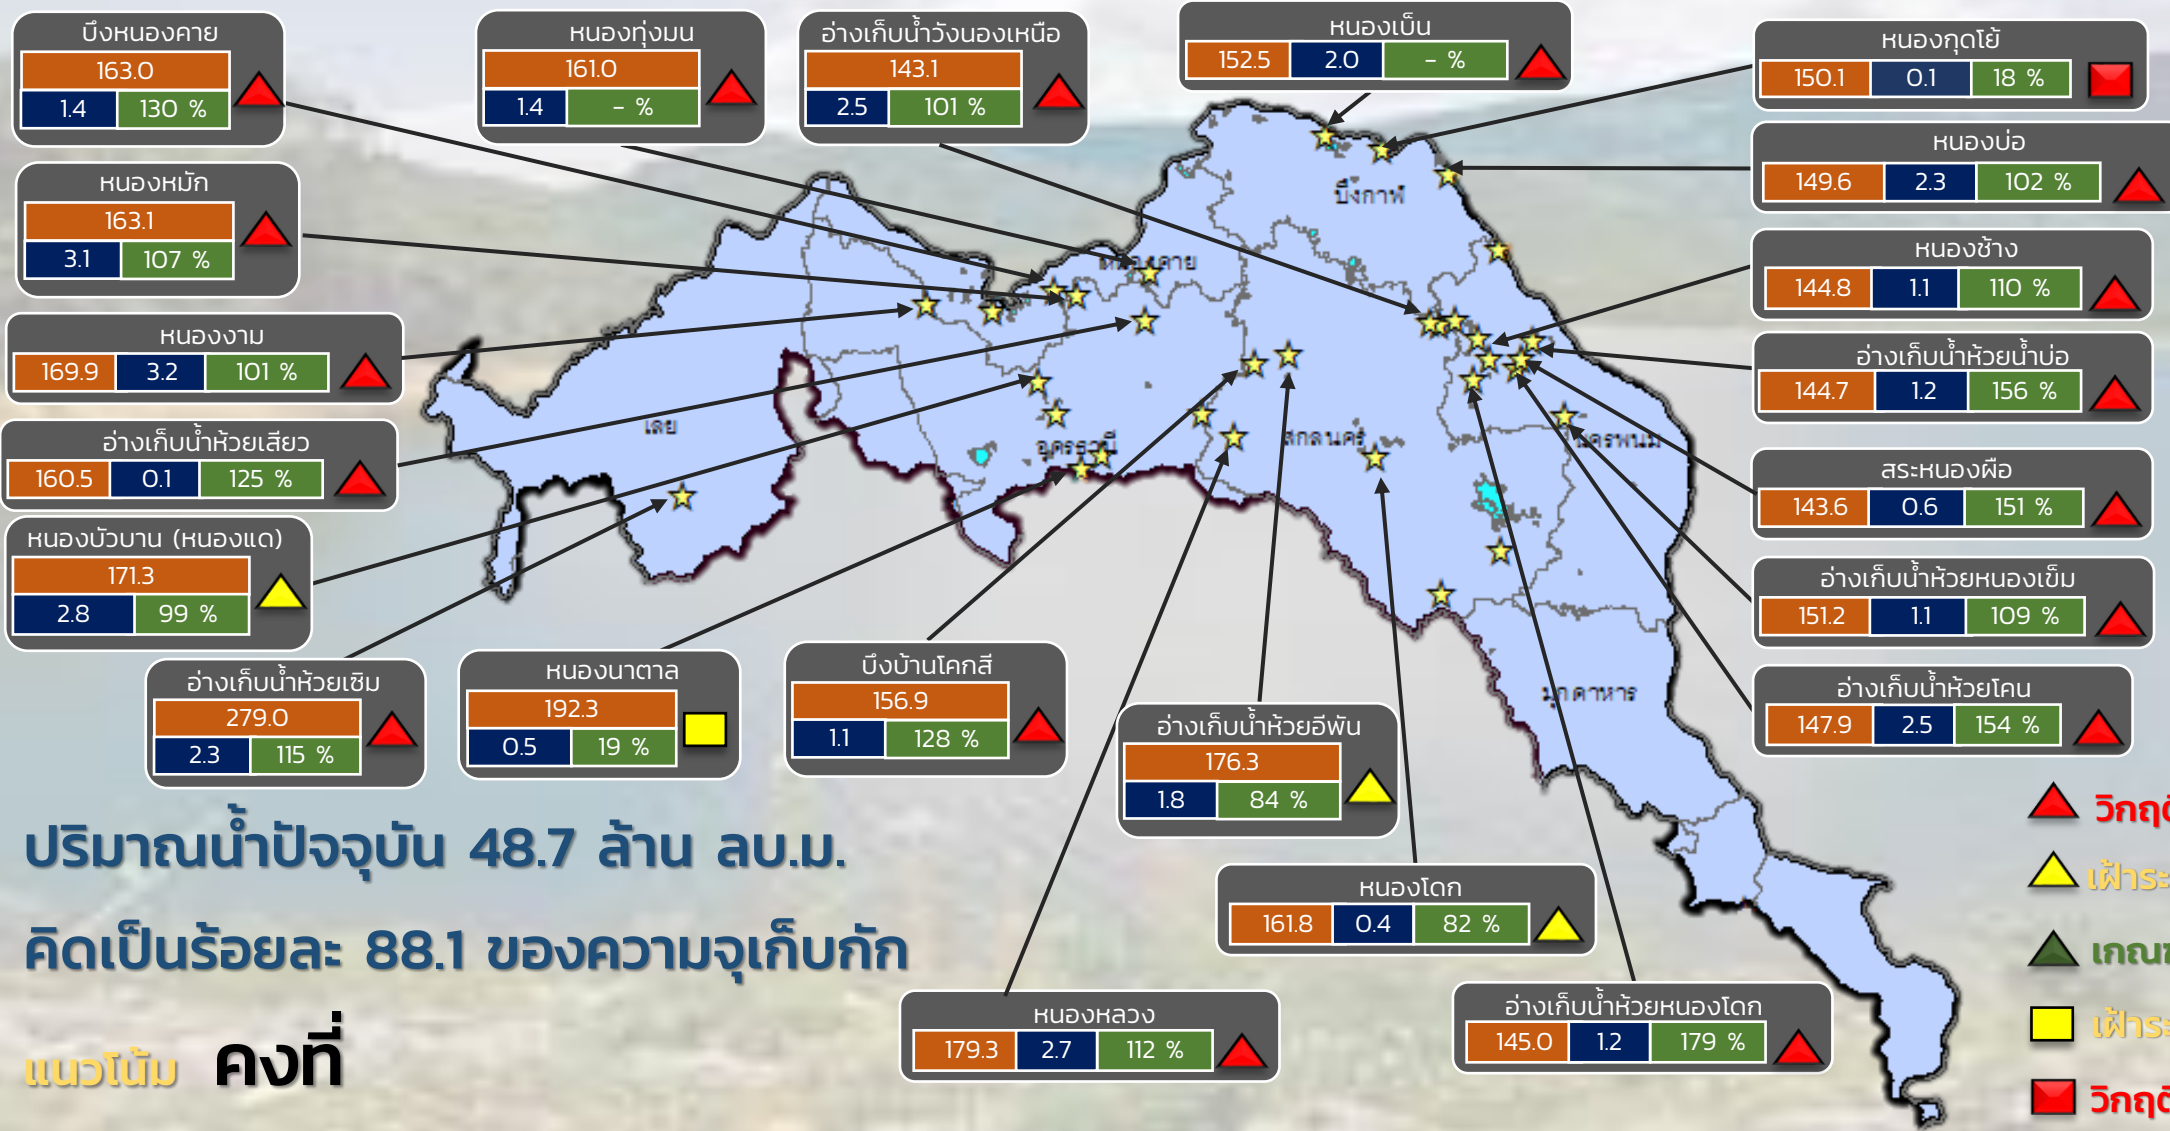 บึงหนองคาย
163.0
1.4 130 %
หนองทุ่งมน
161.0
1.4 - %
อ่างเก็บน้ำวังนองเหนือ
143.1
2.5 101 %
หนองเบ็น
152.5 2.0 - %
หนองกุดโย้
150.1 0.1 18 %
หนองหมัก
163.1
3.1 107 %
หนองบ่อ
149.6 2.3 102 %
หนองงาม
169.9 3.2 101 %
หนองช้าง
144.8 1.1 110 %
อ่างเก็บน้ำห้วยเสียว
160.5 0.1 125 %
อ่างเก็บน้ำห้วยน้ำบ่อ
144.7 1.2 156 %
หนองบัวบาน (หนองแด)
171.3
2.8 99 %
สระหนองผือ
143.6 0.6 151 %
อ่างเก็บน้ำห้วยหนองเข็ม
151.2 1.1 109 %
อ่างเก็บน้ำห้วยเซิม
279.0
2.3 115 %
หนองนาตาล
192.3
0.5 19 %
บึงบ้านโคกสี
156.9
1.1 128 %
อ่างเก็บน้ำห้วยอีพัน
176.3
1.8 84 %
อ่างเก็บน้ำห้วยโคน
147.9 2.5 154 %
หนองโดก
161.8 0.4 82 %
หนองหลวง
179.3 2.7 112 %
อ่างเก็บน้ำห้วยหนองโดก
145.0 1.2 179 %
บึงกาฬ
เลย
อุดรธานี
สกลนคร
นครพนม
มุกดาหาร
ปริมาณน้ำปัจจุบัน 48.7 ล้าน ลบ.ม.
คิดเป็นร้อยละ 88.1 ของความจุเก็บกัก
แนวโน้ม คงที่